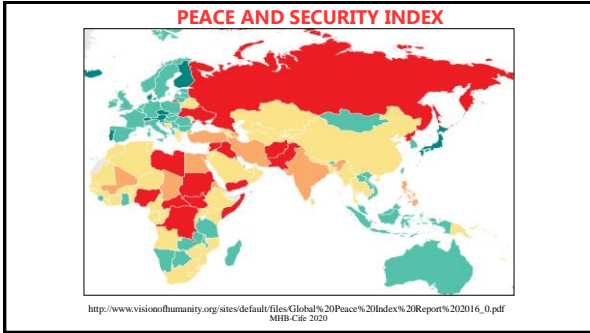 PEACE AND SECURITY INDEX
http://www.visionofhumanity.org/sites/default/files/Global%20Peace%20Index%20Report%202016_0.pdf
MHB-Cife 2020